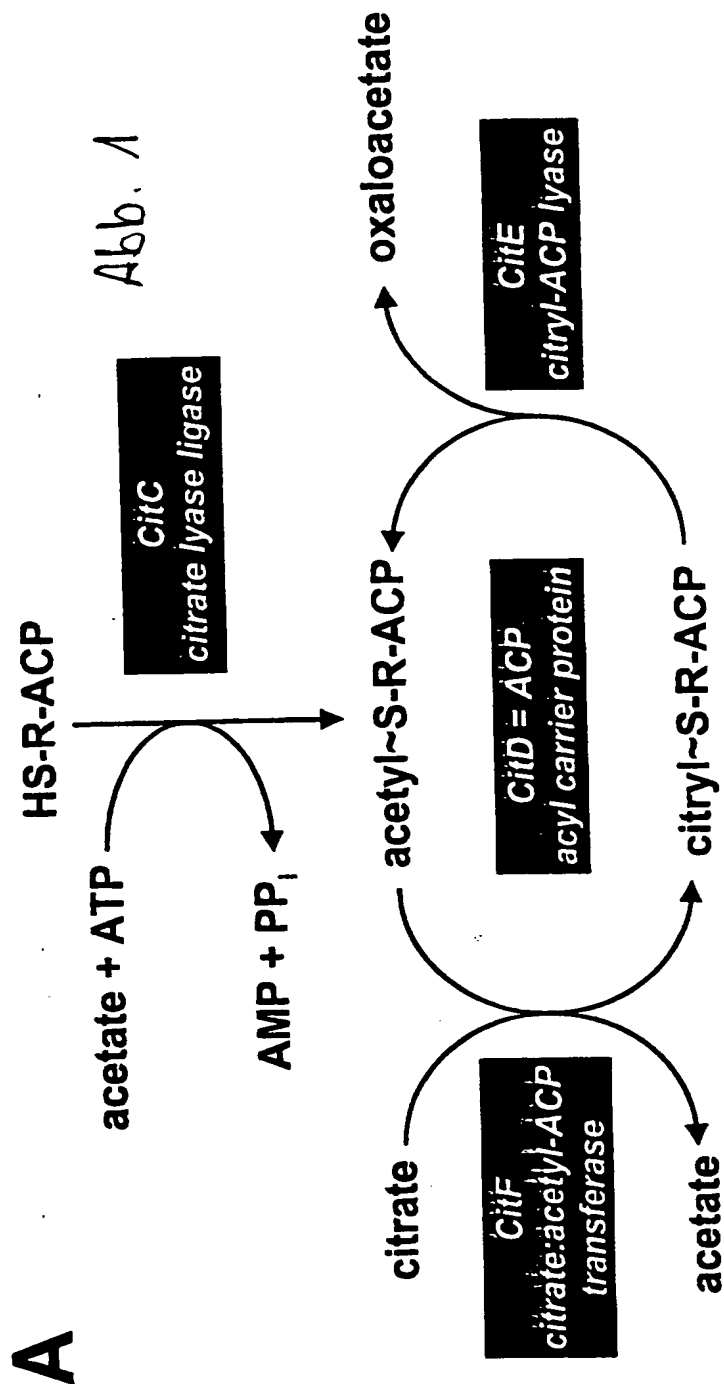 A
Abb. 1
HS-R-ACP
acetate + ATP
CitC
citrate lyase ligase
AMP + PPi
citrate
acetyl~S-R-ACP
oxaloacetate
CitF
citrate:acetyl-ACP
transferase
CitD = ACP
acyl carrier protein
CitE
citryl-ACP lyase
acetate
citryl~S-R-ACP